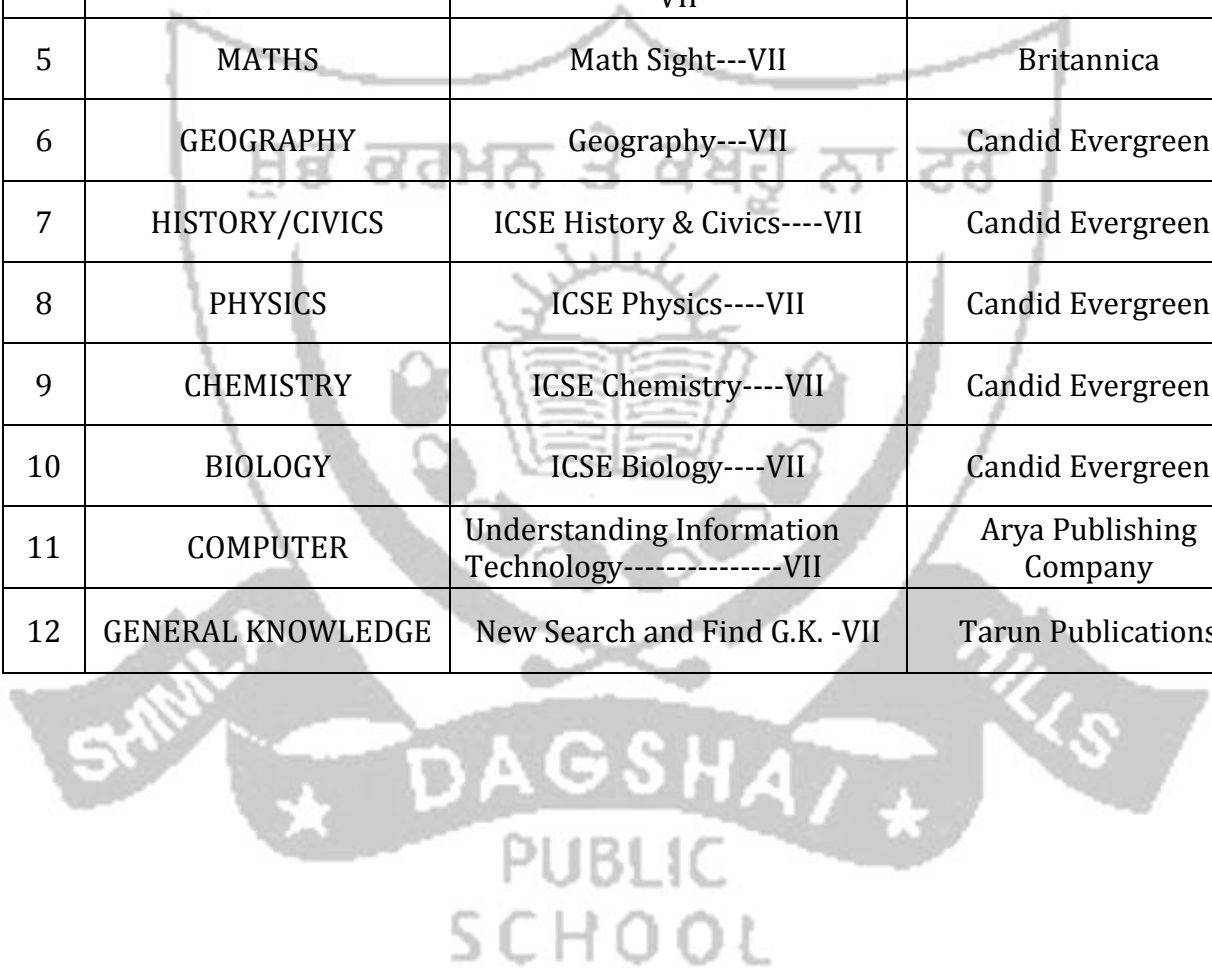 VII
5 MATHS Math Sight---VII Britannica
6 GEOGRAPHY Geography---VII Candid Evergreen
ਸ਼ੁਭ ਕਰਮਨ ਤੇ ਕਬਹੂੰ ਨਾ ਟਰੋਂ
7 HISTORY/CIVICS ICSE History & Civics----VII Candid Evergreen
8 PHYSICS ICSE Physics----VII Candid Evergreen
9 CHEMISTRY ICSE Chemistry----VII Candid Evergreen
10 BIOLOGY ICSE Biology----VII Candid Evergreen
11 COMPUTER Understanding Information
Technology---------------VII
Arya Publishing
Company
12 GENERAL KNOWLEDGE New Search and Find G.K. -VII Tarun Publications
SHIMLA HILLS
DAGSHAI
PUBLIC
SCHOOL